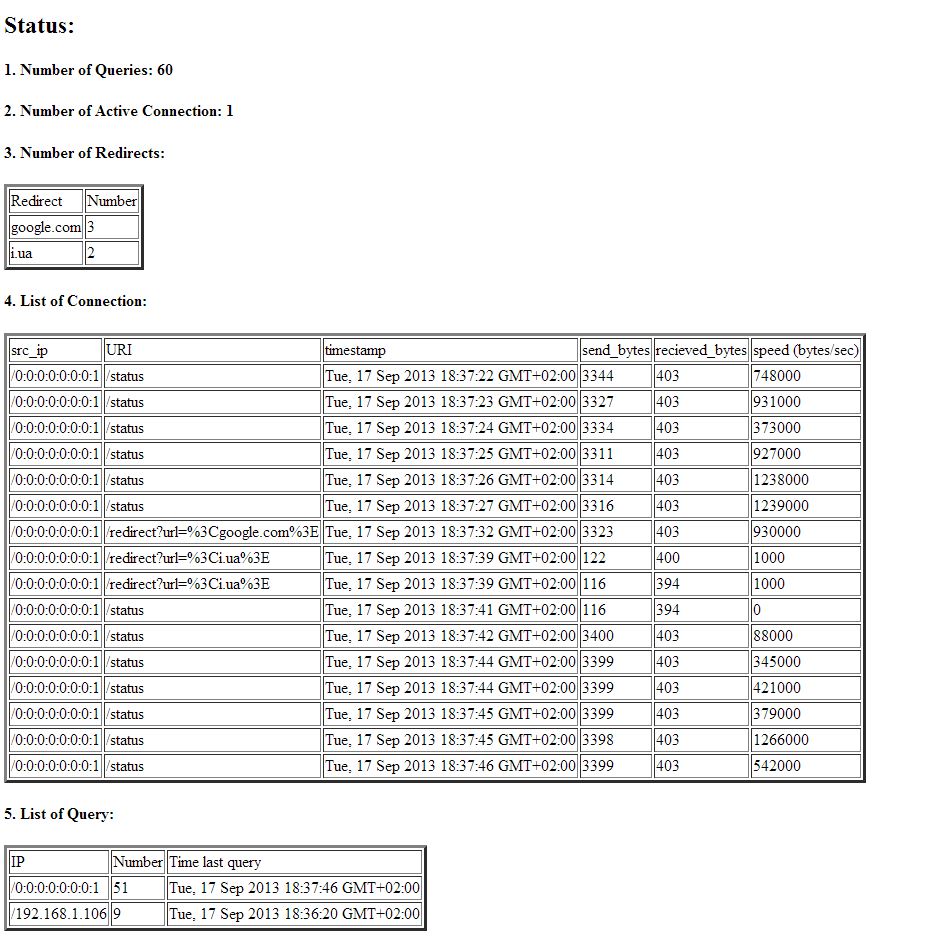 Status:
1. Number of Queries: 60
2. Number of Active Connection: 1
3. Number of Redirects:
Redirect Number
google.com 3
i.ua 2
4. List of Connection:
src_ip URI timestamp send_bytes recieved_bytes speed (bytes/sec)
/0:0:0:0:0:0:0:1 /status Tue, 17 Sep 2013 18:37:22 GMT+02:00 3344 403 748000
/0:0:0:0:0:0:0:1 /status Tue, 17 Sep 2013 18:37:23 GMT+02:00 3327 403 931000
/0:0:0:0:0:0:0:1 /status Tue, 17 Sep 2013 18:37:24 GMT+02:00 3334 403 373000
/0:0:0:0:0:0:0:1 /status Tue, 17 Sep 2013 18:37:25 GMT+02:00 3311 403 927000
/0:0:0:0:0:0:0:1 /status Tue, 17 Sep 2013 18:37:26 GMT+02:00 3314 403 1238000
/0:0:0:0:0:0:0:1 /status Tue, 17 Sep 2013 18:37:27 GMT+02:00 3316 403 1239000
/0:0:0:0:0:0:0:1 /redirect?url=%3Cgoogle.com%3E Tue, 17 Sep 2013 18:37:32 GMT+02:00 3323 403 930000
/0:0:0:0:0:0:0:1 /redirect?url=%3Ci.ua%3E Tue, 17 Sep 2013 18:37:39 GMT+02:00 122 400 1000
/0:0:0:0:0:0:0:1 /redirect?url=%3Ci.ua%3E Tue, 17 Sep 2013 18:37:39 GMT+02:00 116 394 1000
/0:0:0:0:0:0:0:1 /status Tue, 17 Sep 2013 18:37:41 GMT+02:00 116 394 0
/0:0:0:0:0:0:0:1 /status Tue, 17 Sep 2013 18:37:42 GMT+02:00 3400 403 88000
/0:0:0:0:0:0:0:1 /status Tue, 17 Sep 2013 18:37:44 GMT+02:00 3399 403 345000
/0:0:0:0:0:0:0:1 /status Tue, 17 Sep 2013 18:37:44 GMT+02:00 3399 403 421000
/0:0:0:0:0:0:0:1 /status Tue, 17 Sep 2013 18:37:45 GMT+02:00 3399 403 379000
/0:0:0:0:0:0:0:1 /status Tue, 17 Sep 2013 18:37:45 GMT+02:00 3398 403 1266000
/0:0:0:0:0:0:0:1 /status Tue, 17 Sep 2013 18:37:46 GMT+02:00 3399 403 542000
5. List of Query:
IP Number Time last query
/0:0:0:0:0:0:0:1 51 Tue, 17 Sep 2013 18:37:46 GMT+02:00
/192.168.1.106 9 Tue, 17 Sep 2013 18:36:20 GMT+02:00